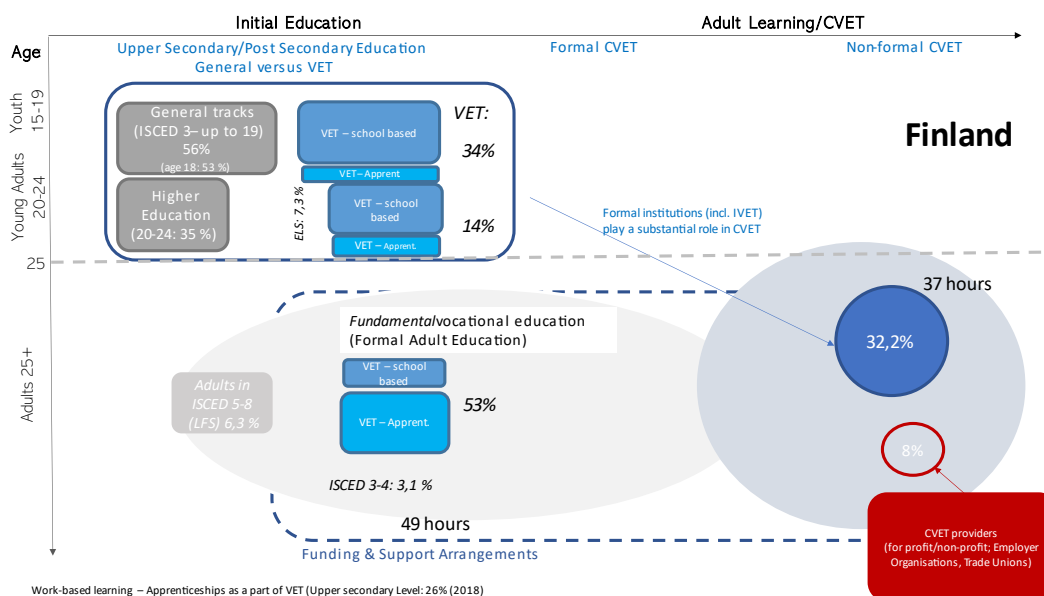 Initial Education
Adult Learning/CVET
Age
Upper Secondary/Post Secondary Education
General versus VET
Formal CVET
Non-formal CVET
Youth
15-19
General tracks
(ISCED 3–up to 19)
56%
(age 18: 53 %)
VET – school based
VET:
34%
Finland
VET– Apprent
Young Adults
20-24
Higher
Education
(20-24: 35 %)
ELS: 7,3 %
VET – school
based
14%
VET – Apprent.
Formal institutions (incl. IVET)
play a substantial role in CVET
25
37 hours
Fundamentalvocational education
(Formal Adult Education)
32,2%
Adults 25+
VET – school
based
Adults in
ISCED 5-8
(LFS) 6,3 %
VET – Apprent.
53%
8%
ISCED 3-4: 3,1 %
49 hours
CVET providers
(for profit/non-profit; Employer
Organisations, Trade Unions)
Funding & Support Arrangements
Work-based learning – Apprenticeships as a part of VET (Upper secondary Level: 26% (2018)